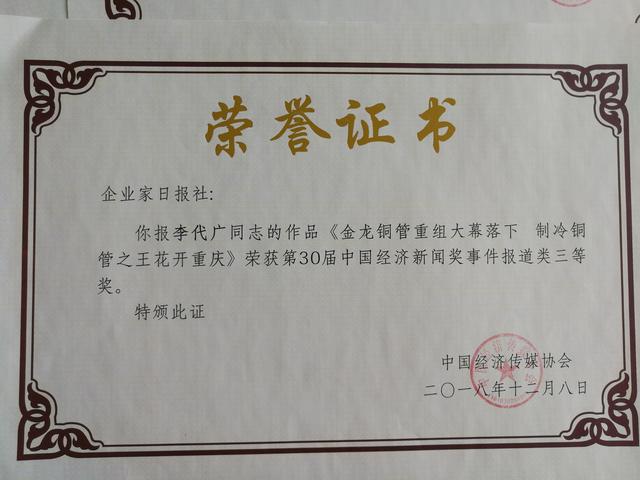 荣誉证书
企业家日报社:
你报李代广同志的作品《金龙铜管重组大幕落下　制冷铜
管之王花开重庆》荣获第30届中国经济新闻奖事件报道类三等
奖。
特颁此证
中国经济传媒协会
二〇一八年十二月八日